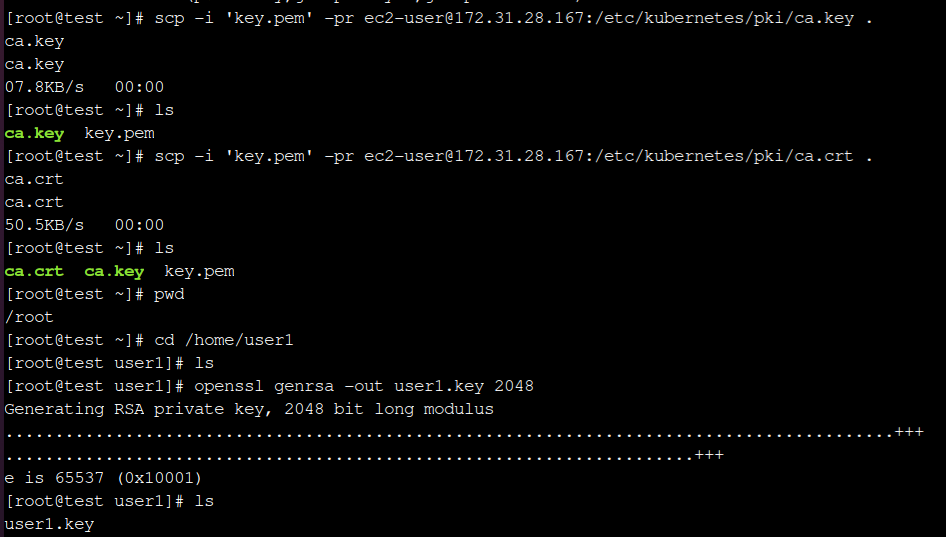 [root@test ~]# scp -i 'key.pem' -pr ec2-user@172.31.28.167:/etc/kubernetes/pki/ca.key .
ca.key
ca.key
07.8KB/s   00:00
[root@test ~]# ls
ca.key  key.pem
[root@test ~]# scp -i 'key.pem' -pr ec2-user@172.31.28.167:/etc/kubernetes/pki/ca.crt .
ca.crt
ca.crt
50.5KB/s   00:00
[root@test ~]# ls
ca.crt  ca.key  key.pem
[root@test ~]# pwd
/root
[root@test ~]# cd /home/user1
[root@test user1]# ls
[root@test user1]# openssl genrsa -out user1.key 2048
Generating RSA private key, 2048 bit long modulus
.........................................................................................+++
.....................................................................+++
e is 65537 (0x10001)
[root@test user1]# ls
user1.key